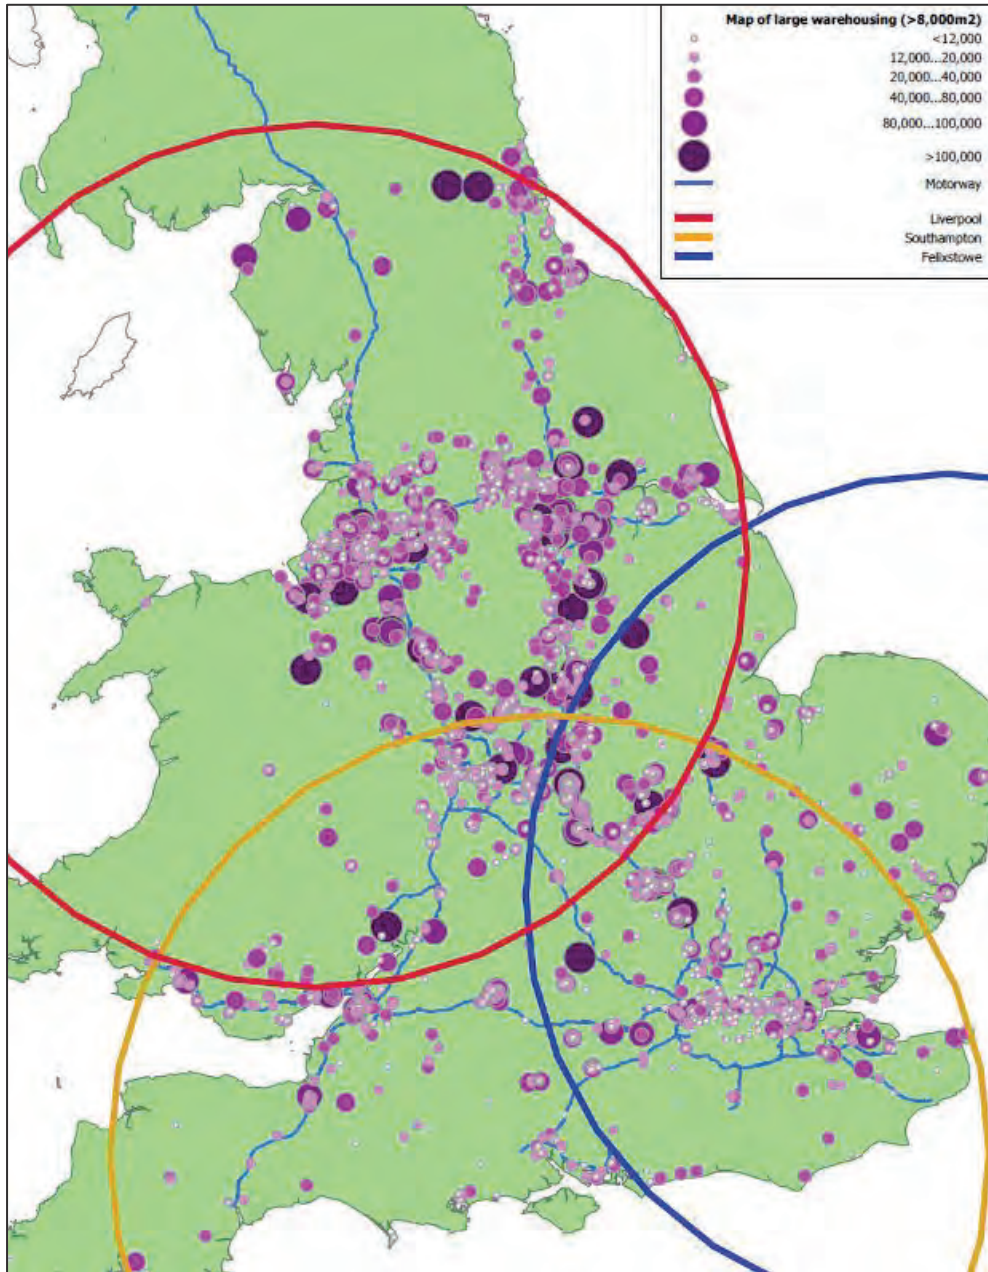 Map of large warehousing (>8,000m2)
<12,000
12,000...20,000
20,000...40,000
40,000...80,000
80,000...100,000
>100,000
Motorway
Liverpool
Southampton
Felixstowe